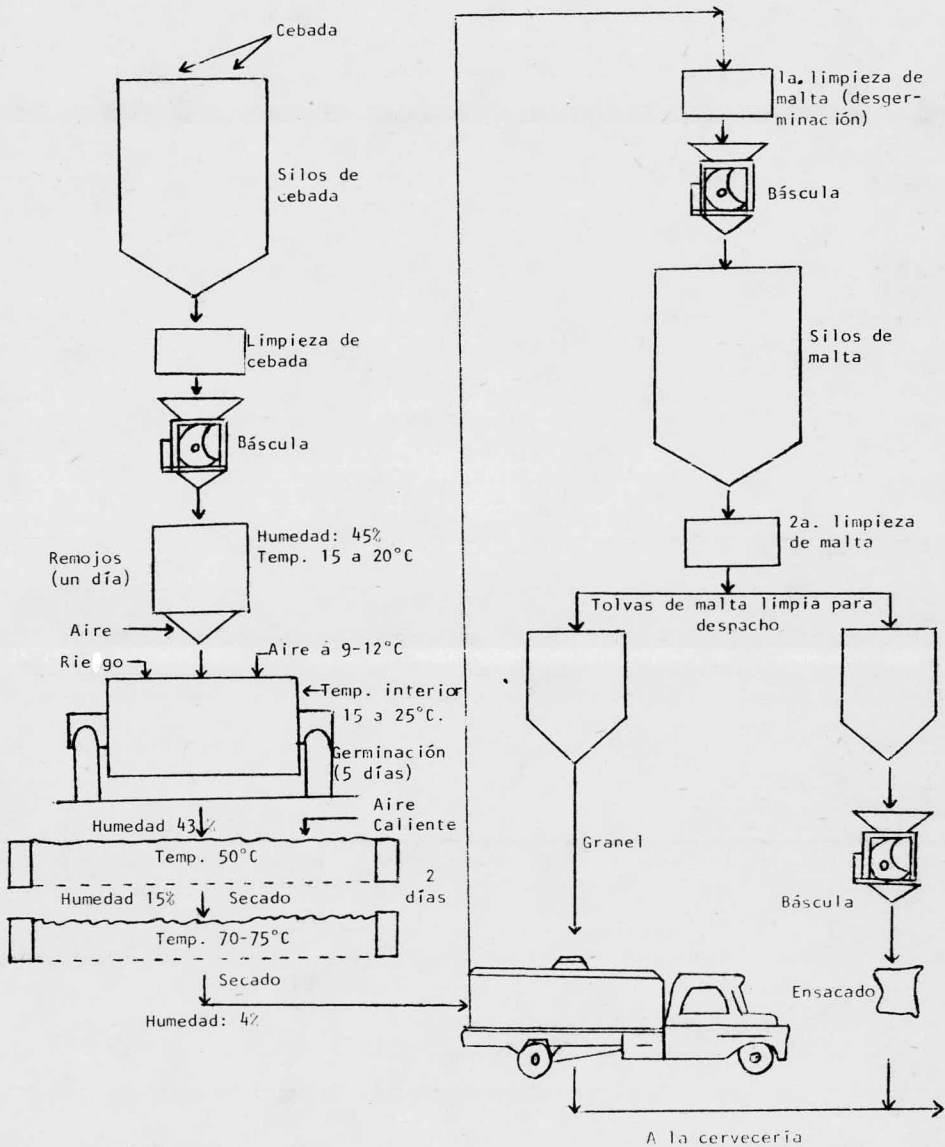 Cebada
Silos de
cebada
Limpieza de
cebada
Báscula
Remojos
(un día)
Humedad: 45%
Temp. 15 a 20°C
Aire
Riego
Aire a 9-12°C
Temp. interior
15 a 25°C.
Germinación
(5 días)
Aire
Caliente
Humedad 43%
Temp. 50°C
2
días
Humedad 15%
Secado
Temp. 70-75°C
Secado
Humedad: 4%
1a. limpieza de
malta (desger-
minación)
Báscula
Silos de
malta
2a. limpieza
de malta
Tolvas de malta limpia para
despacho
Granel
Báscula
Ensacado
A la cervecería